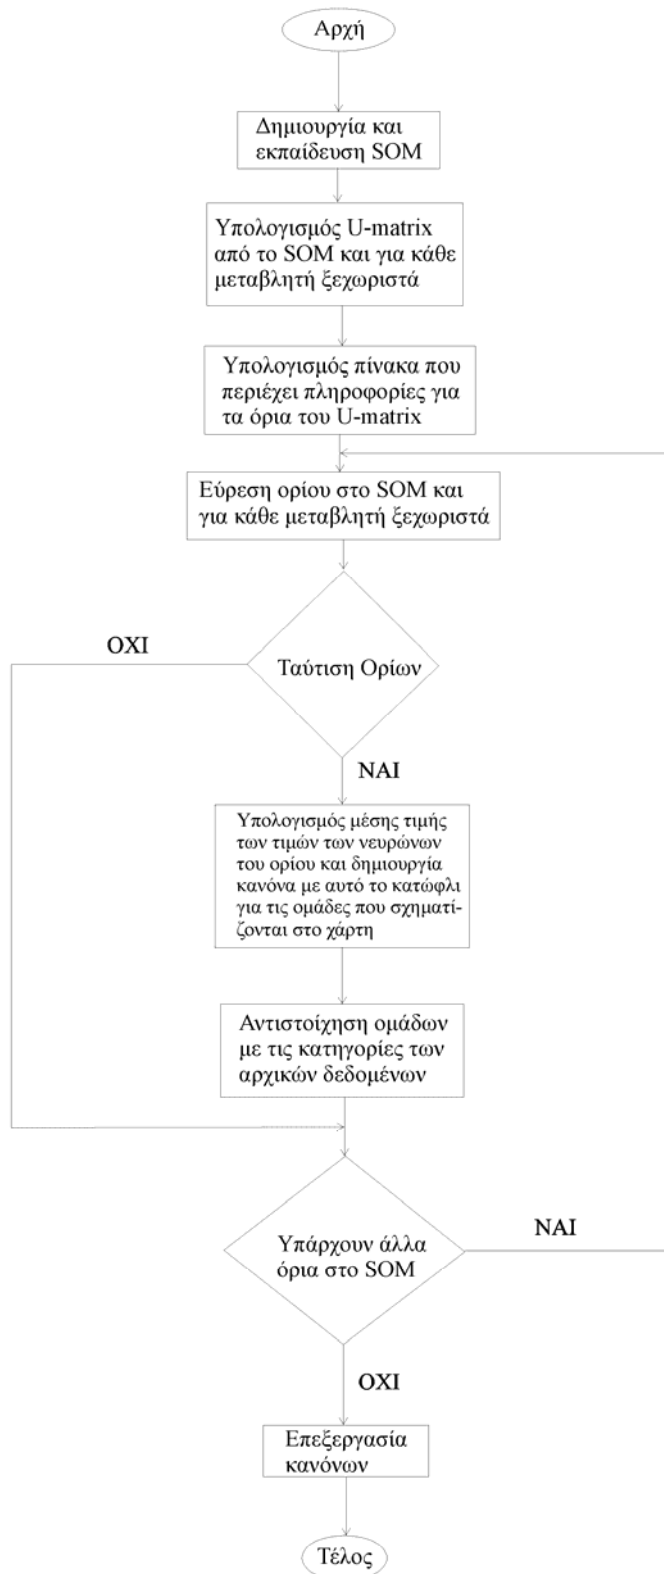 Αρχή
Δημιουργία και
εκπαίδευση SOM
Υπολογισμός U-matrix
από το SOM και για κάθε
μεταβλητή ξεχωριστά
Υπολογισμός πίνακα που
περιέχει πληροφορίες για
τα όρια του U-matrix
Εύρεση ορίου στο SOM και
για κάθε μεταβλητή ξεχωριστά
ΟΧΙ
Ταύτιση Ορίων
ΝΑΙ
Υπολογισμός μέσης τιμής
των τιμών των νευρώνων
του ορίου και δημιουργία
κανόνα με αυτό το κατώφλι
για τις ομάδες που σχηματί-
ζονται στο χάρτη
Αντιστοίχηση ομάδων
με τις κατηγορίες των
αρχικών δεδομένων
ΝΑΙ
Υπάρχουν άλλα
όρια στο SOM
ΟΧΙ
Επεξεργασία
κανόνων
Τέλος